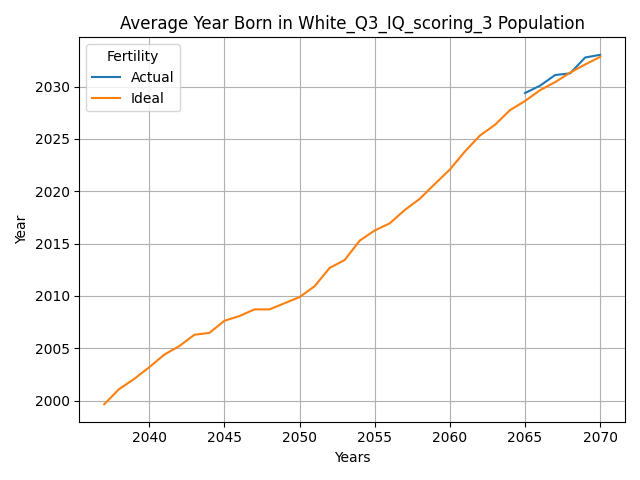 Average Year Born in White_Q3_IQ_scoring_3 Population
Fertility
Actual
Ideal
2030
2025
2020
2015
2010
2005
2000
Year
2040 2045 2050 2055 2060 2065 2070
Years